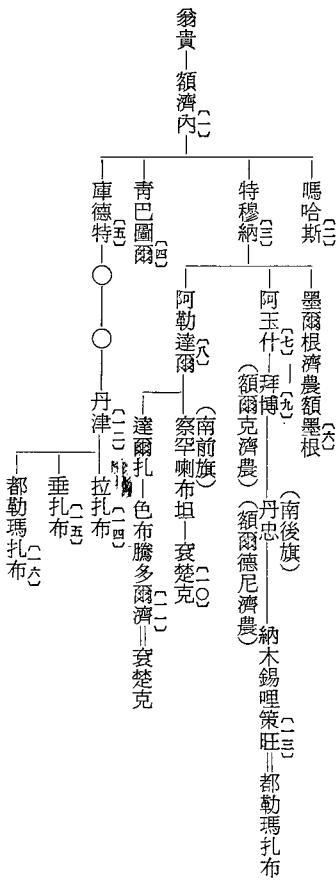 翁貴—額濟內〔一〕
嗎哈斯〔二〕
特穆納〔三〕
墨爾根濟農額墨根〔六〕
阿玉什〔七〕—拜博〔九〕—丹忠—納木錫哩策旺〔一三〕=都勒瑪扎布
(南後旗)
(額爾克濟農)(額爾德尼濟農)
阿勒達爾〔八〕
(南前旗)
察罕喇布坦—袞楚克〔一〇〕
達爾扎—色布騰多爾濟〔一一〕=袞楚克
青巴圖爾〔四〕
庫德特〔五〕—○—○—丹津〔一二〕—拉扎布〔一四〕
垂扎布〔一五〕
都勒瑪扎布〔一六〕